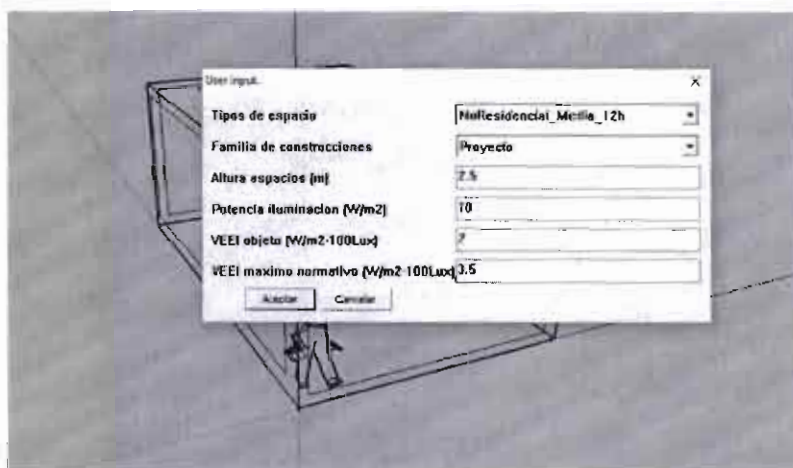 User input.
X
Tipos de espacio NoResidencial_Media_12h
Familia de construcciones Proyecto
Altura espacios (m) 2.5
Potencia iluminacion (W/m2) 10
VEEI objeto (W/m2-100Lux)
VEEI maximo normativo (W/m2-100Lux) 3.5
Aceptar Cancelar